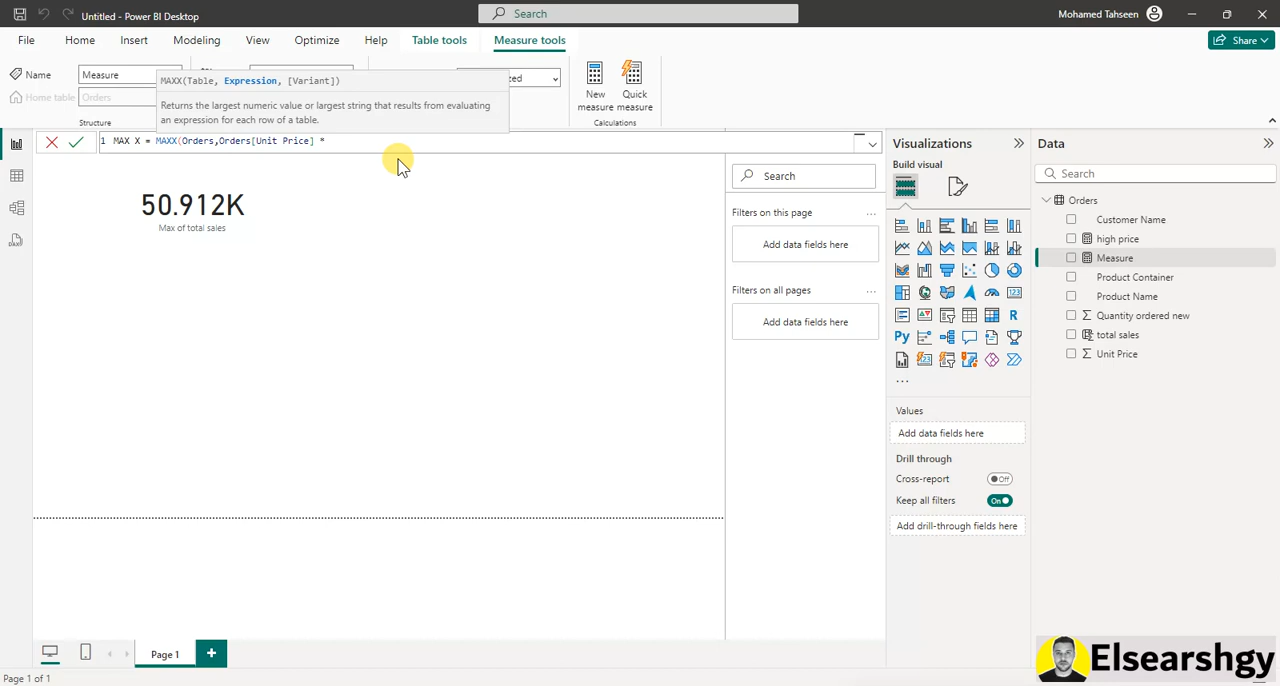 Untitled - Power BI Desktop
Search
Mohamed Tahseen
File
Home
Insert
Modeling
View
Optimize
Help
Table tools
Measure tools
Share
Name
Measure
Home table
Orders
Structure
MAXX(Table, Expression, [Variant])
Returns the largest numeric value or largest string that results from evaluating
an expression for each row of a table.
zed
New
measure
Quick
measure
Calculations
1 MAX X = MAXX(Orders,Orders[Unit Price] *
50.912K
Max of total sales
Search
Filters on this page
...
Add data fields here
Filters on all pages
...
Add data fields here
Visualizations
Build visual
123
R
Py
...
Values
Add data fields here
Drill through
Cross-report
Off
Keep all filters
On
Add drill-through fields here
Data
Search
Orders
Customer Name
high price
Measure
Product Container
Product Name
Quantity ordered new
total sales
Unit Price
Page 1
Page 1 of 1
Elsearshgy